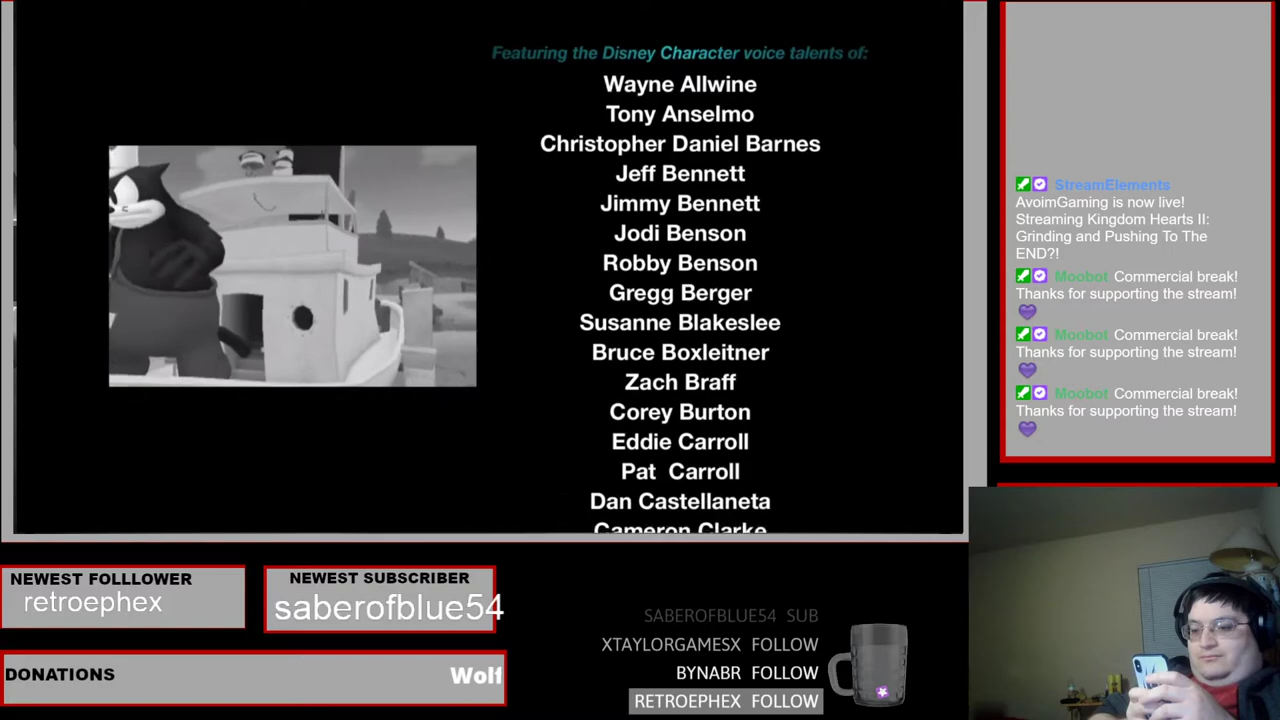 Featuring the Disney Character voice talents of:
Wayne Allwine
Tony Anselmo
Christopher Daniel Barnes
Jeff Bennett
Jimmy Bennett
Jodi Benson
Robby Benson
Gregg Berger
Susanne Blakeslee
Bruce Boxleitner
Zach Braff
Corey Burton
Eddie Carroll
Pat Carroll
Dan Castellaneta
Cameron Clarke
StreamElements
AvoimGaming is now live!
Streaming Kingdom Hearts II:
Grinding and Pushing To The
END?!
Moobot Commercial break!
Thanks for supporting the stream!
Moobot Commercial break!
Thanks for supporting the stream!
Moobot Commercial break!
Thanks for supporting the stream!
NEWEST FOLLLOWER
retroephex
NEWEST SUBSCRIBER
saberofblue54
DONATIONS
Wolf
SABEROFBLUE54 SUB
XTAYLORGAMESX FOLLOW
BYNABR FOLLOW
RETROEPHEX FOLLOW